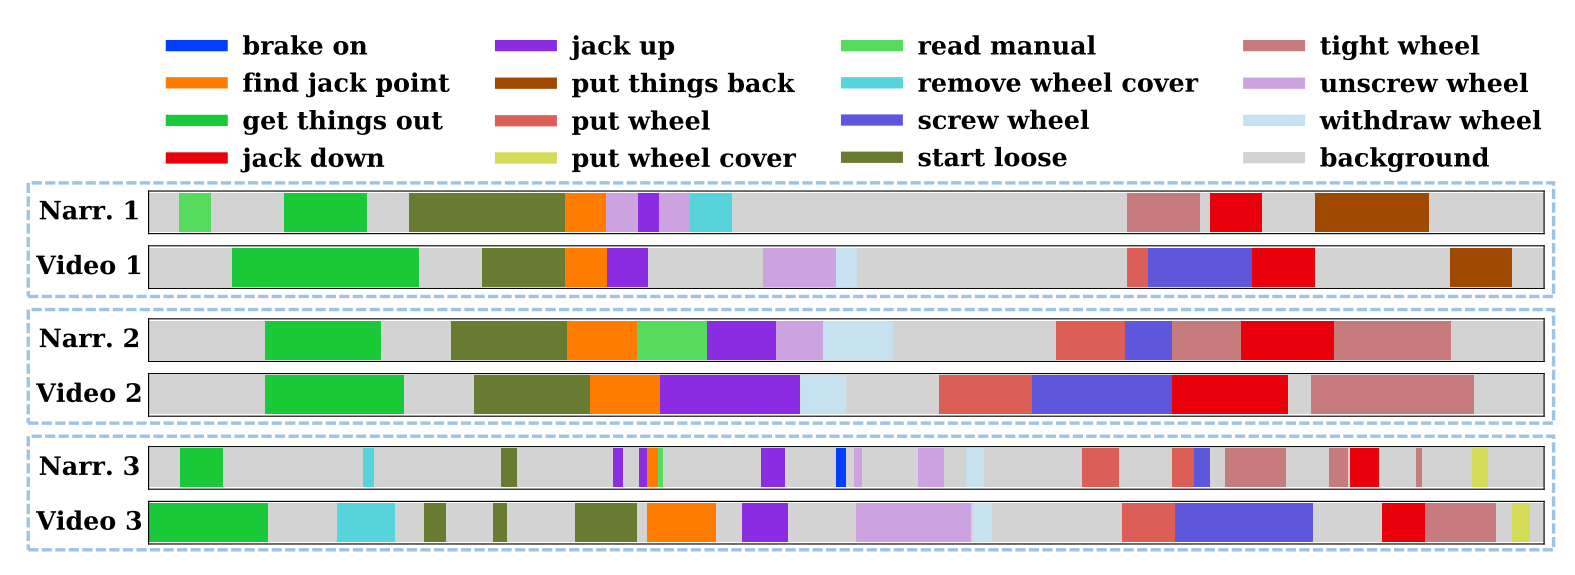 brake on jack up read manual tight wheel
find jack point put things back remove wheel cover unscrew wheel
get things out put wheel screw wheel withdraw wheel
jack down put wheel cover start loose background
Narr. 1
Video 1
Narr. 2
Video 2
Narr. 3
Video 3